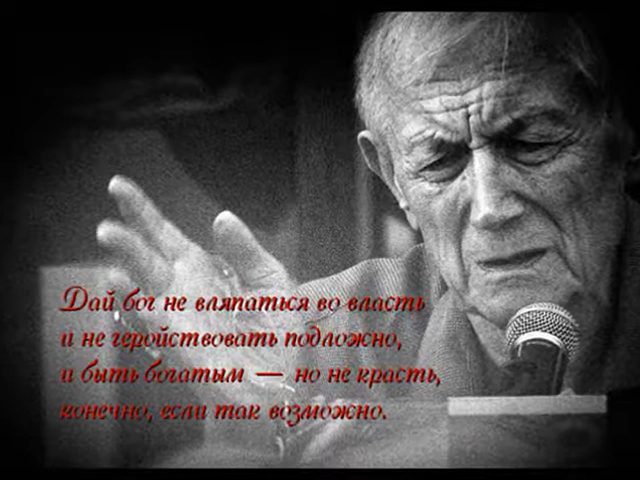 Дай бог не вляпаться во власть
и не геройствовать подложно,
и быть богатым — но не красть,
конечно, если так возможно.